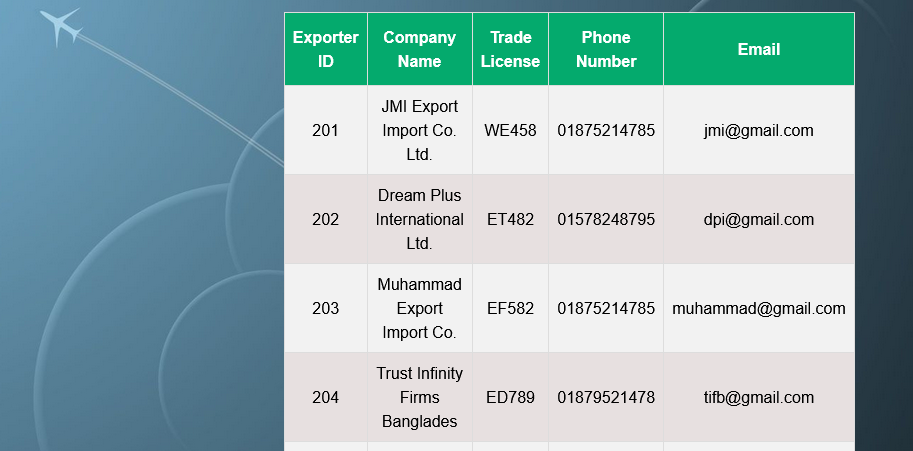 Exporter ID Company Name Trade License Phone Number Email
201 JMI Export Import Co. Ltd. WE458 01875214785 jmi@gmail.com
202 Dream Plus International Ltd. ET482 01578248795 dpi@gmail.com
203 Muhammad Export Import Co. EF582 01875214785 muhammad@gmail.com
204 Trust Infinity Firms Banglades ED789 01879521478 tifb@gmail.com